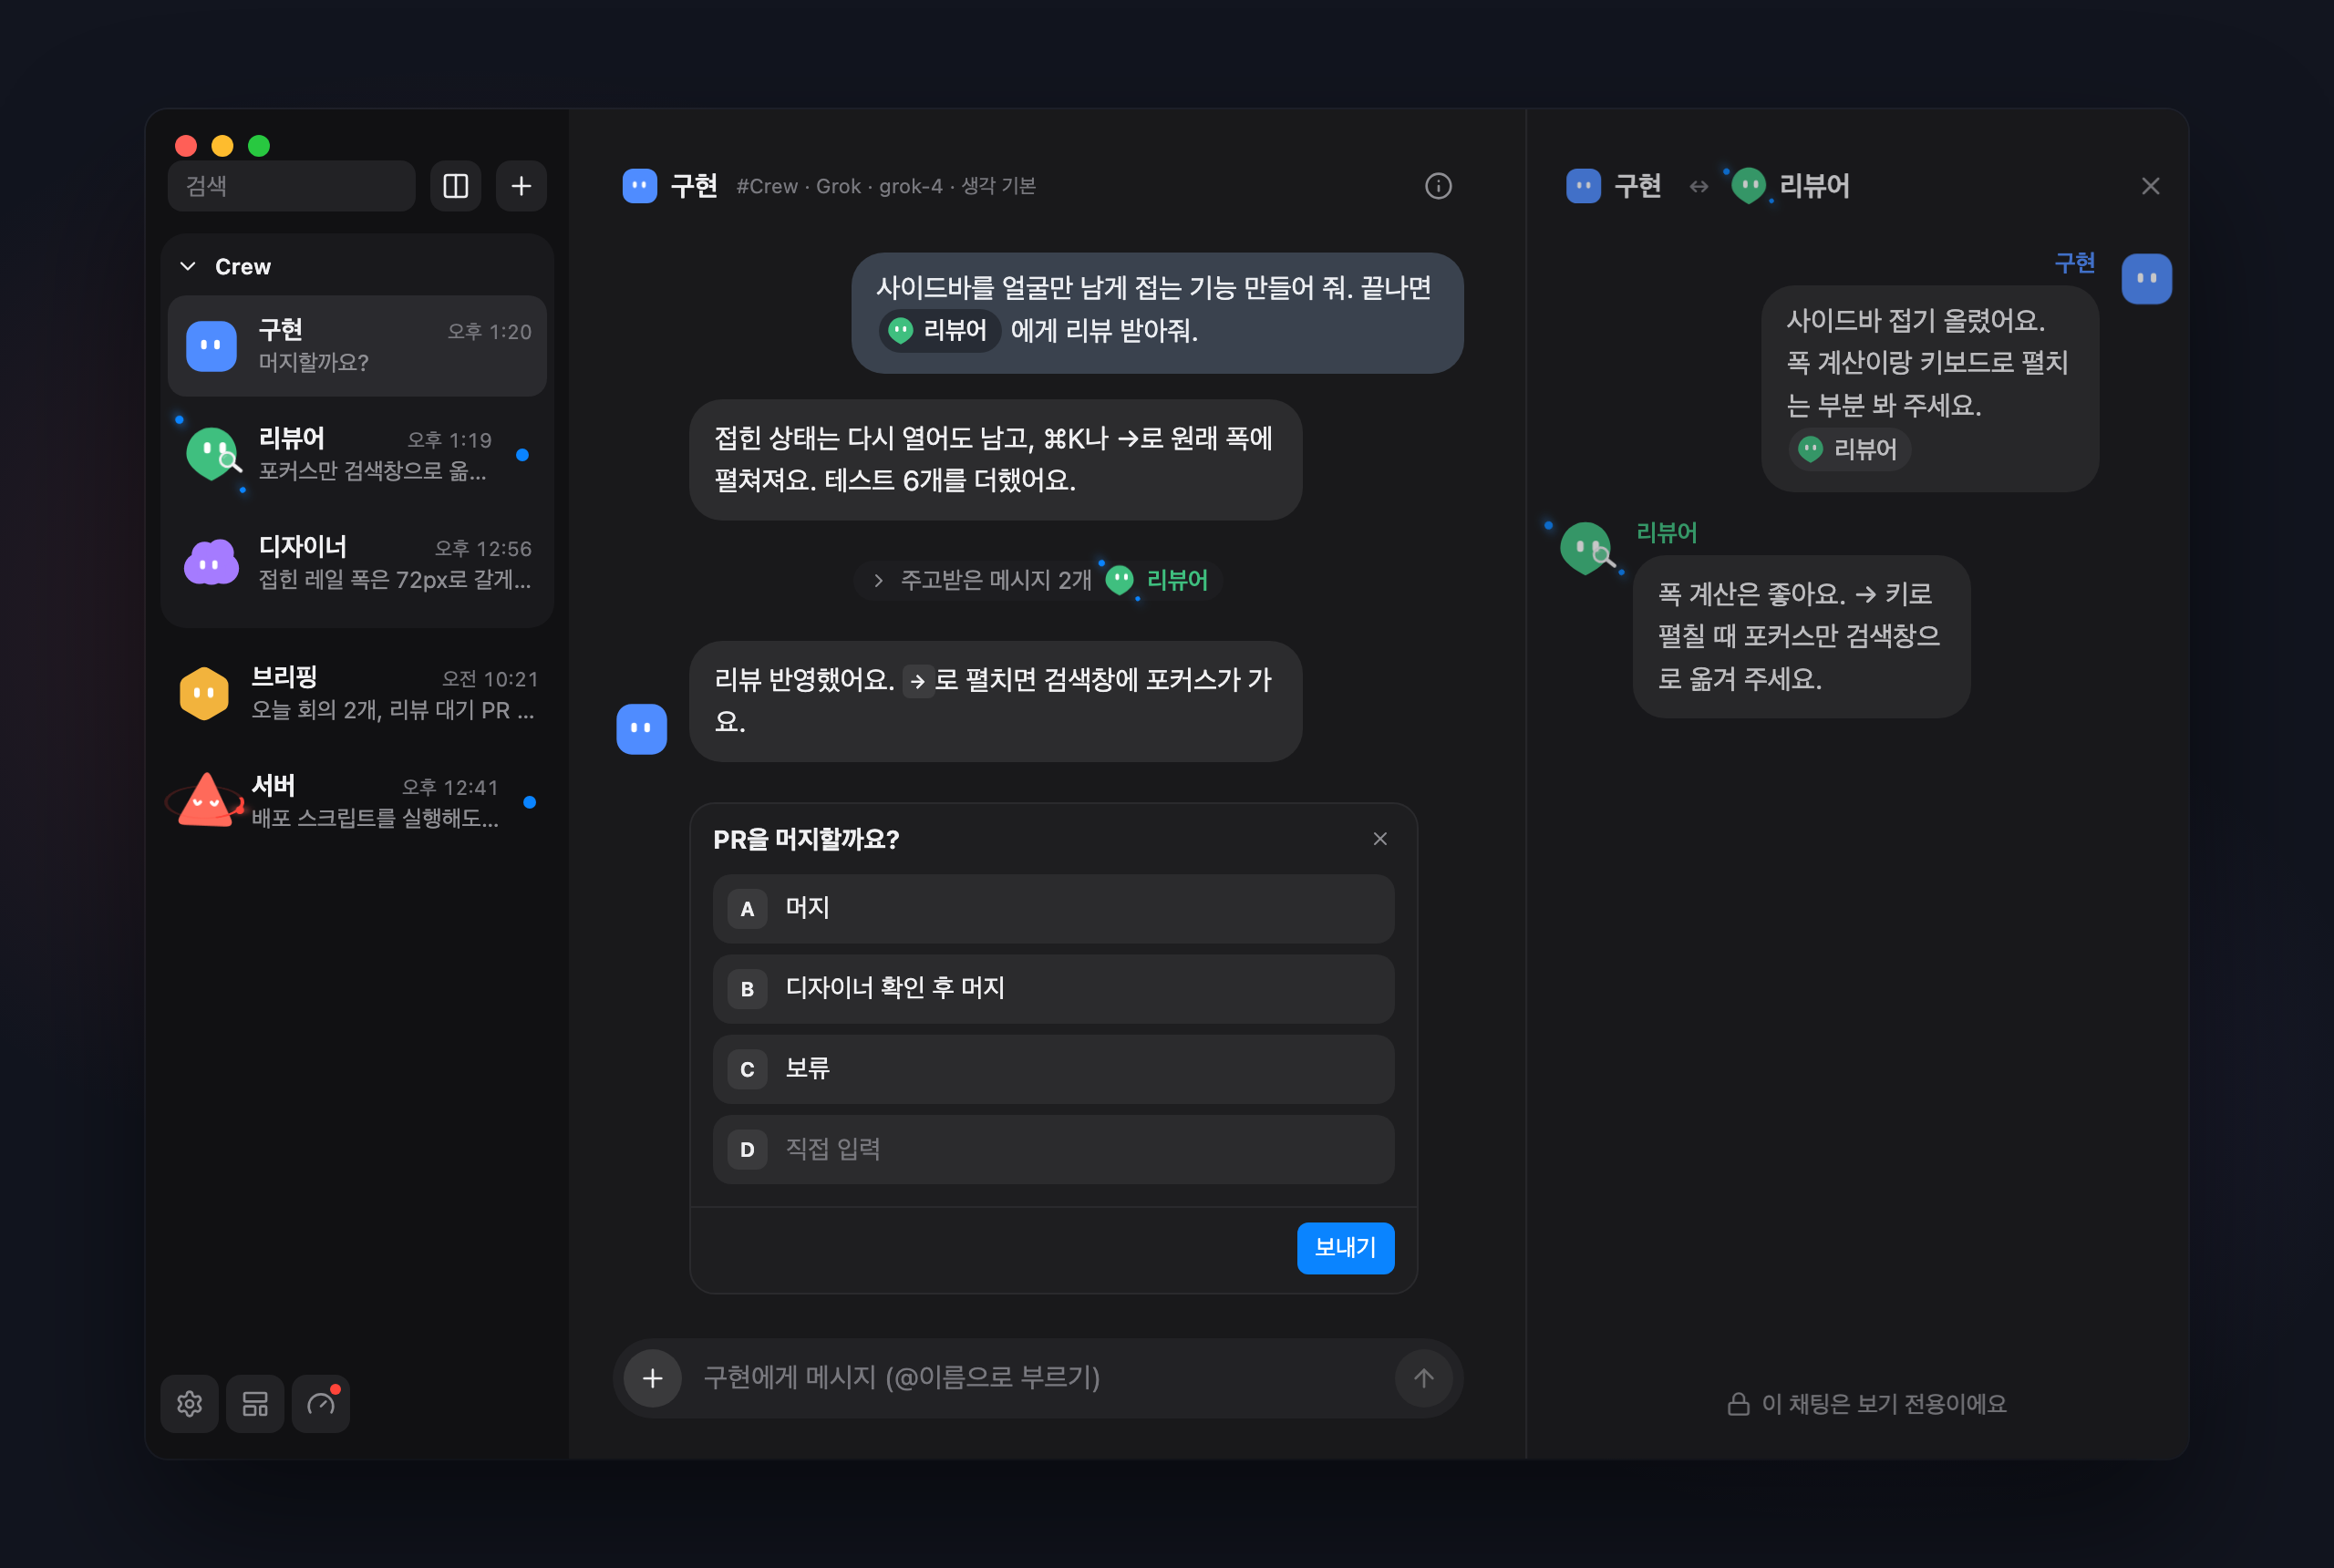 검색
Crew
구현 오후 1:20
머지할까요?
리뷰어 오후 1:19
포커스만 검색창으로 옮...
디자이너 오후 12:56
접힌 레일 폭은 72px로 갈게...
브리핑 오전 10:21
오늘 회의 2개, 리뷰 대기 PR ...
서버 오후 12:41
배포 스크립트를 실행해도...
구현 #Crew · Grok · grok-4 · 생각 기본
사이드바를 얼굴만 남게 접는 기능 만들어 줘. 끝나면
리뷰어 에게 리뷰 받아줘.
접힌 상태는 다시 열어도 남고, ⌘K나 →로 원래 폭에
펼쳐져요. 테스트 6개를 더했어요.
주고받은 메시지 2개 리뷰어
리뷰 반영했어요. →로 펼치면 검색창에 포커스가 가
요.
PR을 머지할까요?
A 머지
B 디자이너 확인 후 머지
C 보류
D 직접 입력
보내기
구현에게 메시지 (@이름으로 부르기)
구현 ↔ 리뷰어
구현
사이드바 접기 올렸어요.
폭 계산이랑 키보드로 펼치
는 부분 봐 주세요.
리뷰어
리뷰어
폭 계산은 좋아요. → 키로
펼칠 때 포커스만 검색창으
로 옮겨 주세요.
이 채팅은 보기 전용이에요